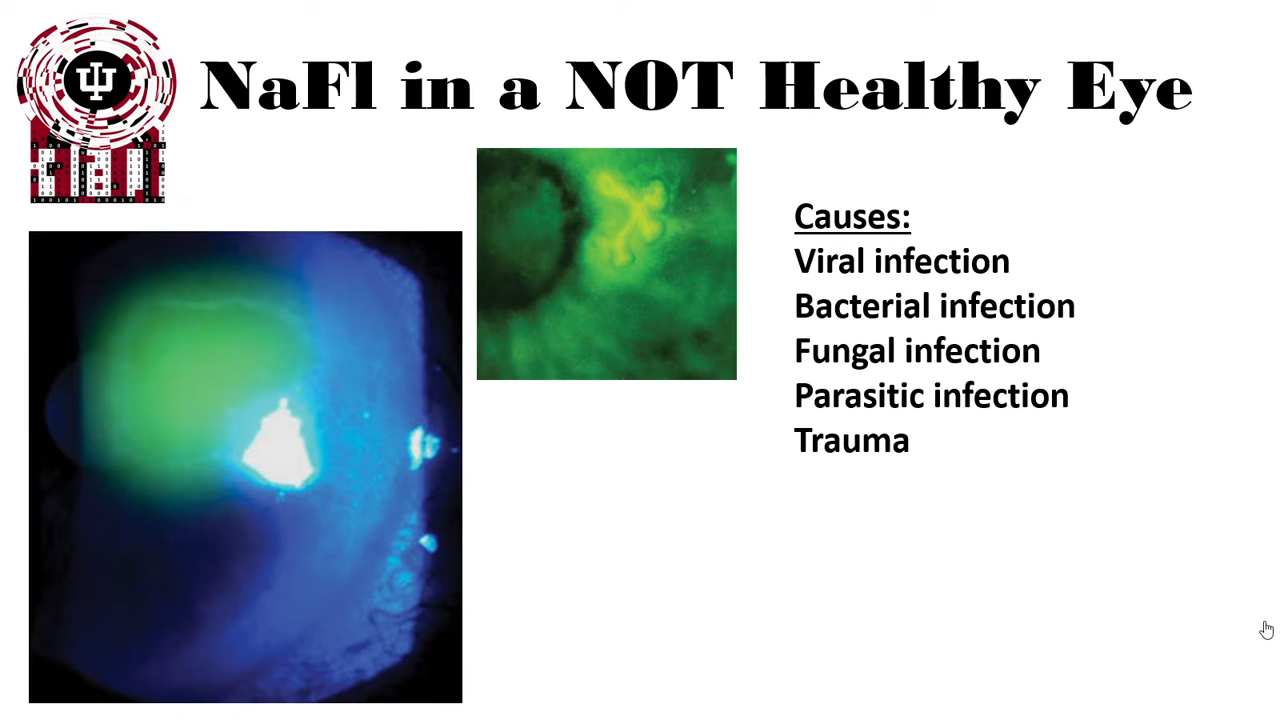 NaFl in a NOT Healthy Eye
Causes:
Viral infection
Bacterial infection
Fungal infection
Parasitic infection
Trauma